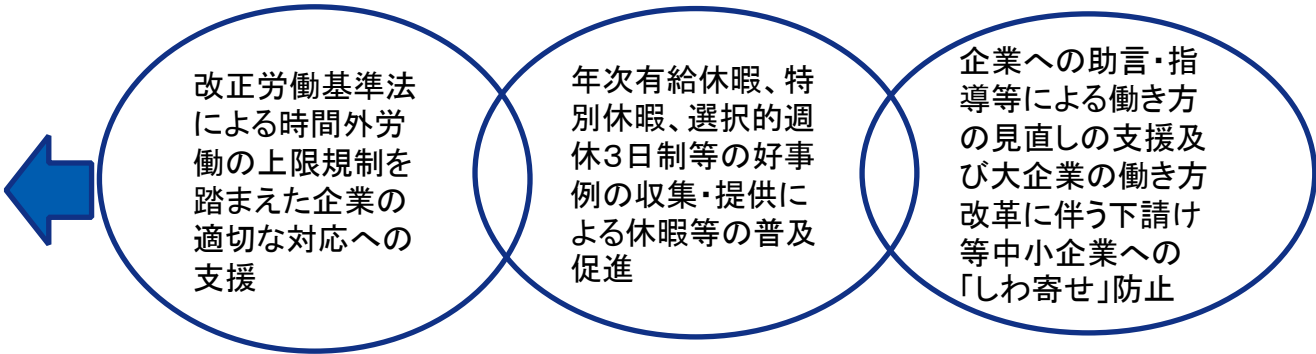 改正労働基準法
による時間外労
働の上限規制を
踏まえた企業の
適切な対応への
支援
年次有給休暇、特
別休暇、選択的週
休３日制等の好事
例の収集・提供に
よる休暇等の普及
促進
企業への助言・指
導等による働き方
の見直しの支援及
び大企業の働き方
改革に伴う下請け
等中小企業への
「しわ寄せ」防止